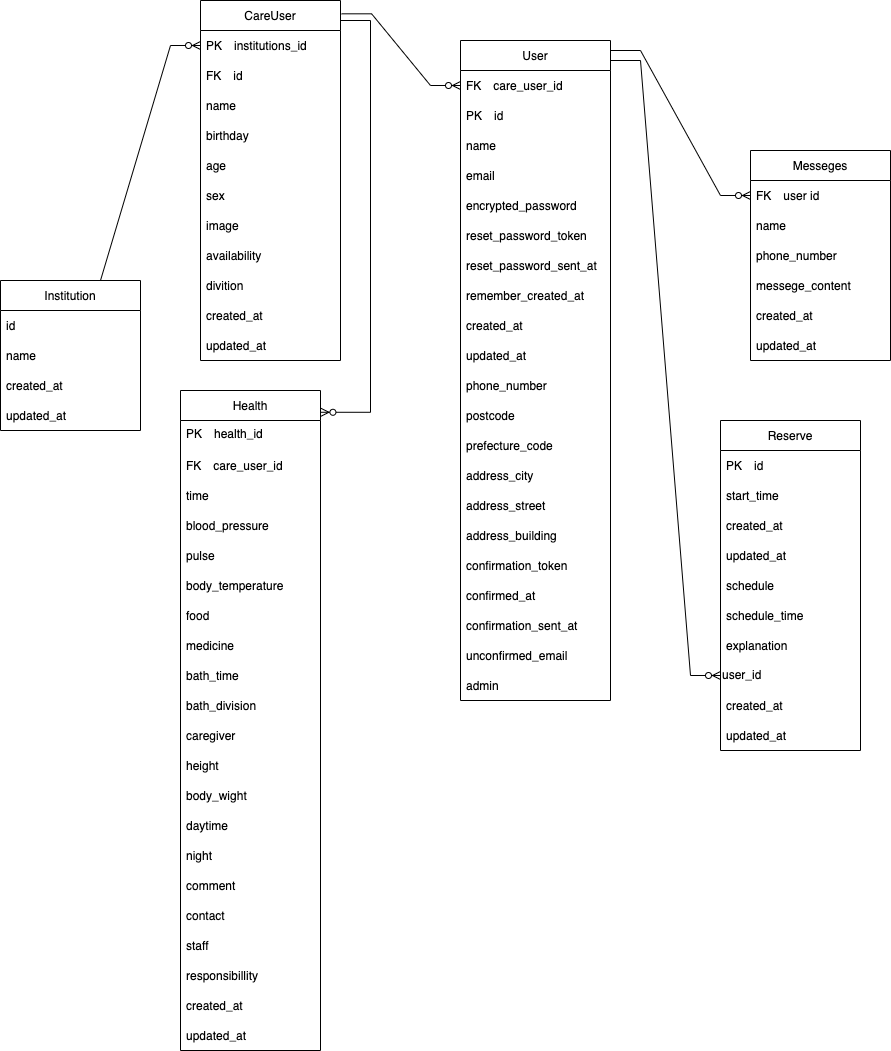 CareUser
PK institutions_id
FK id
name
birthday
age
sex
image
availability
divition
created_at
updated_at
User
FK care_user_id
PK id
name
email
encrypted_password
reset_password_token
reset_password_sent_at
remember_created_at
created_at
updated_at
phone_number
postcode
prefecture_code
address_city
address_street
address_building
confirmation_token
confirmed_at
confirmation_sent_at
unconfirmed_email
admin
Messeges
FK user id
name
phone_number
messege_content
created_at
updated_at
Institution
id
name
created_at
updated_at
Health
PK health_id
FK care_user_id
time
blood_pressure
pulse
body_temperature
food
medicine
bath_time
bath_division
caregiver
height
body_wight
daytime
night
comment
contact
staff
responsibillity
created_at
updated_at
Reserve
PK id
start_time
created_at
updated_at
schedule
schedule_time
explanation
user_id
created_at
updated_at